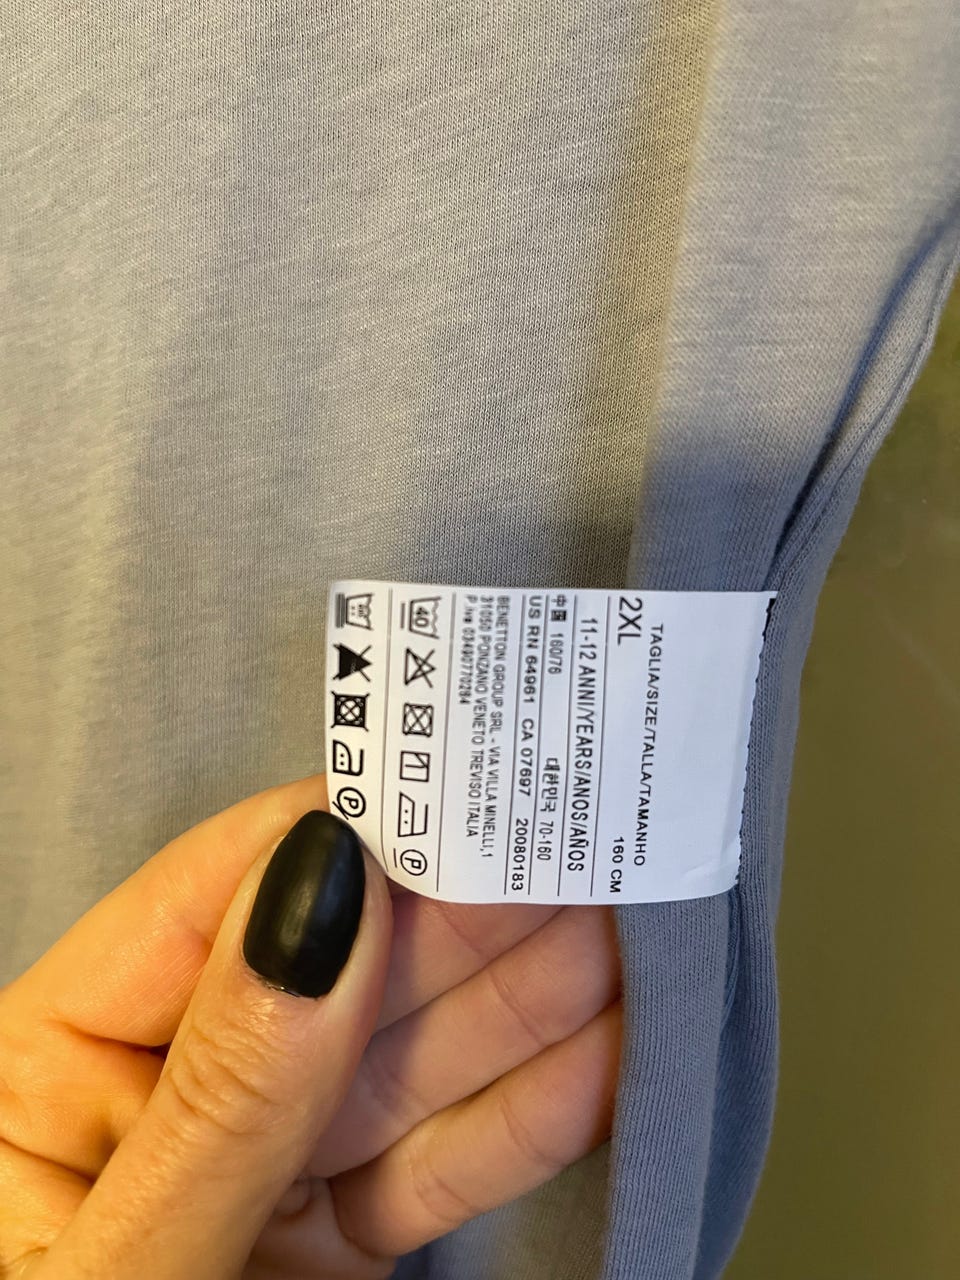 TAGLIA/SIZE/TALLA/TAMANHO
2XL 160 CM
11-12 ANNI/YEARS/ANOS/AÑOS
中国 160/76 대한민국 70-160
US RN 64961 CA 07697 20080183
BENETTON GROUP SRL - VIA VILLA MINELLI,1
31050 PONZANO VENETO TREVISO ITALIA
P.iva 03490770264
40
P
P